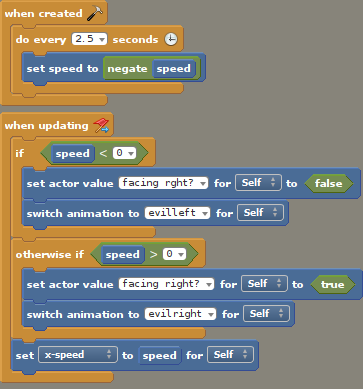 when created
do every 2.5 seconds
set speed to negate speed
when updating
if speed < 0
set actor value facing rght? for Self to false
switch animation to evilleft for Self
otherwise if speed > 0
set actor value facing right? for Self to true
switch animation to evilright for Self
set x-speed to speed for Self